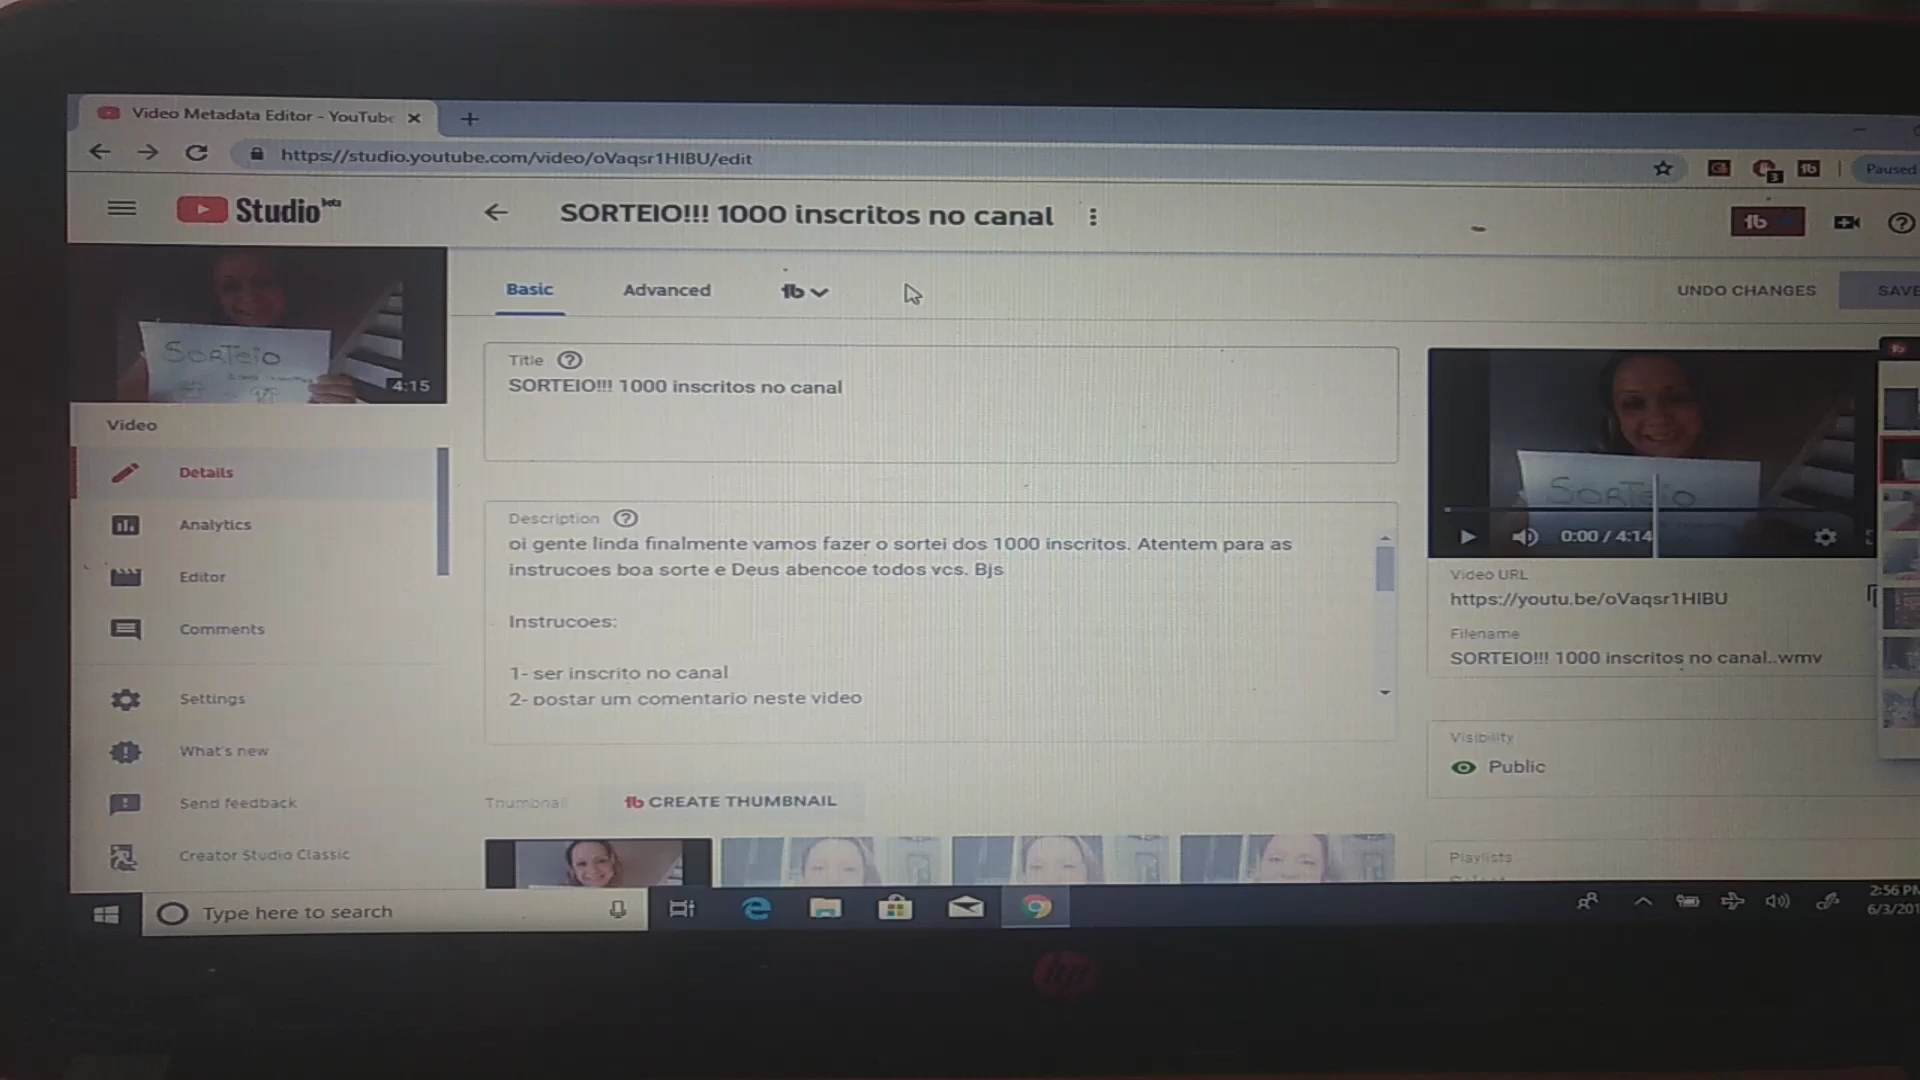 Video Metadata Editor - YouTube
https://studio.youtube.com/video/oVaqsr1HIBU/edit
3
Paused
Studio beta
SORTEIO!!! 1000 inscritos no canal
Basic
Advanced
UNDO CHANGES
SAVE
SORTEIO
4:15
Title
SORTEIO!!! 1000 inscritos no canal
Video
Details
Analytics
Editor
Comments
Settings
What's new
Send feedback
Creator Studio Classic
Description
oi gente linda finalmente vamos fazer o sortei dos 1000 inscritos. Atentem para as
instrucoes boa sorte e Deus abencoe todos vcs. Bjs
Instrucoes:
1- ser inscrito no canal
2- postar um comentario neste video
Thumbnail
CREATE THUMBNAIL
SORTEIO
0:00 / 4:14
Video URL
https://youtu.be/oVaqsr1HIBU
Filename
SORTEIO!!! 1000 inscritos no canal..wmv
Visibility
Public
Playlists
Type here to search
2:56 PM
6/3/201
hp